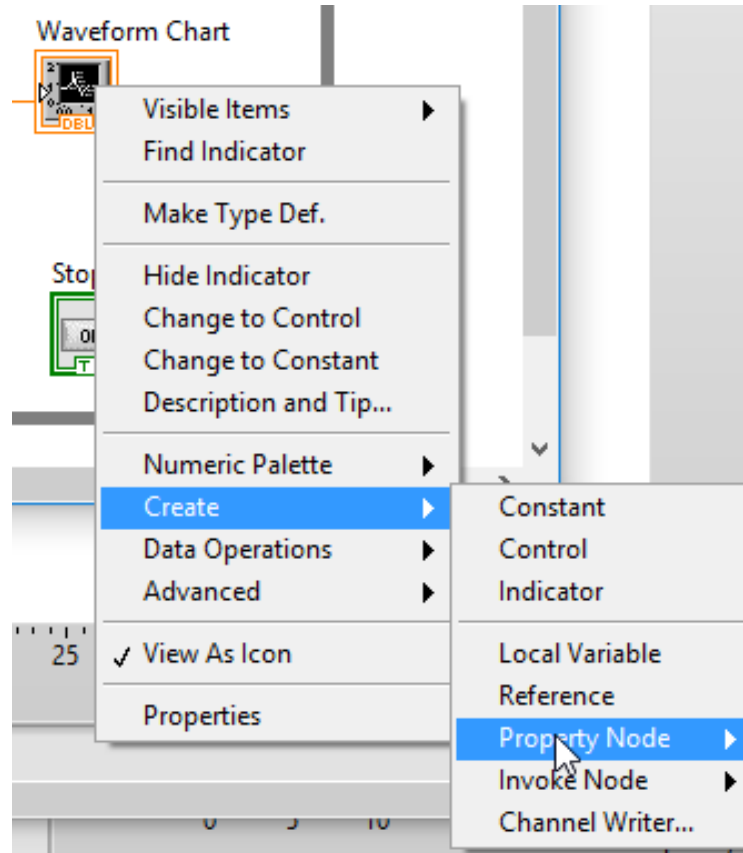 Waveform Chart
DBL
Visible Items
Find Indicator
Make Type Def.
Stop
Hide Indicator
Change to Control
Change to Constant
T
Description and Tip...
Numeric Palette
Create
Constant
Data Operations
Control
Advanced
Indicator
25
View As Icon
Local Variable
Reference
Properties
Property Node
Invoke Node
Channel Writer...